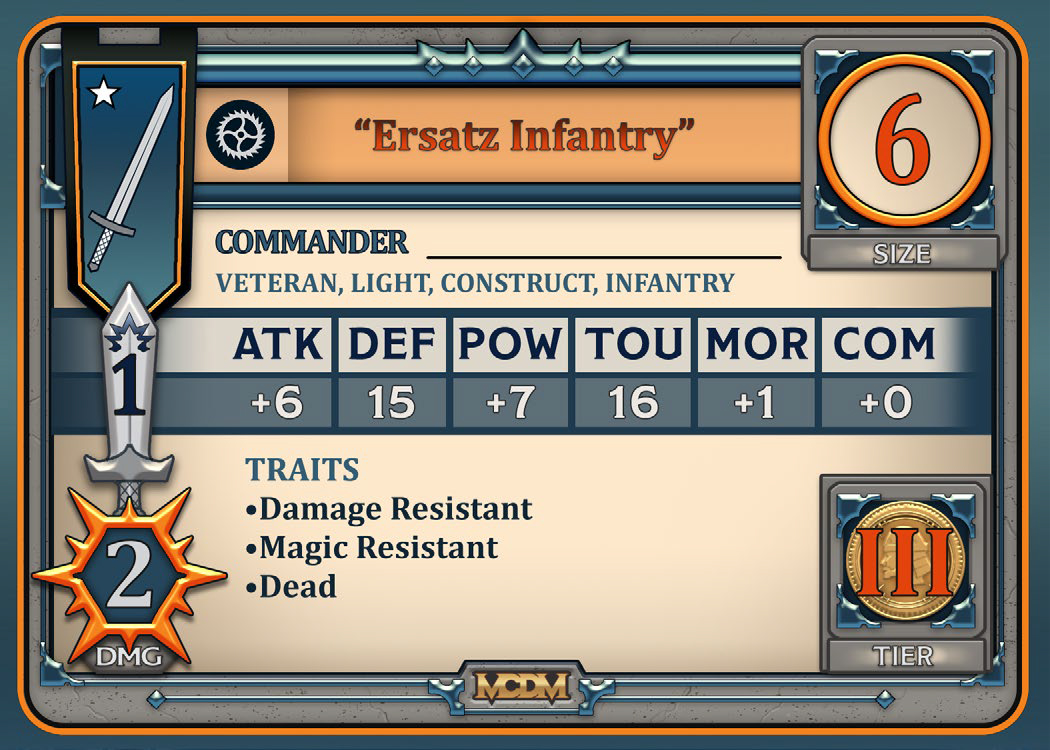 “Ersatz Infantry”
6
SIZE
COMMANDER
VETERAN, LIGHT, CONSTRUCT, INFANTRY
ATK DEF POW TOU MOR COM
1
+6 15 +7 16 +1 +0
TRAITS
•Damage Resistant
•Magic Resistant
•Dead
2
DMG
III
TIER
MCDM